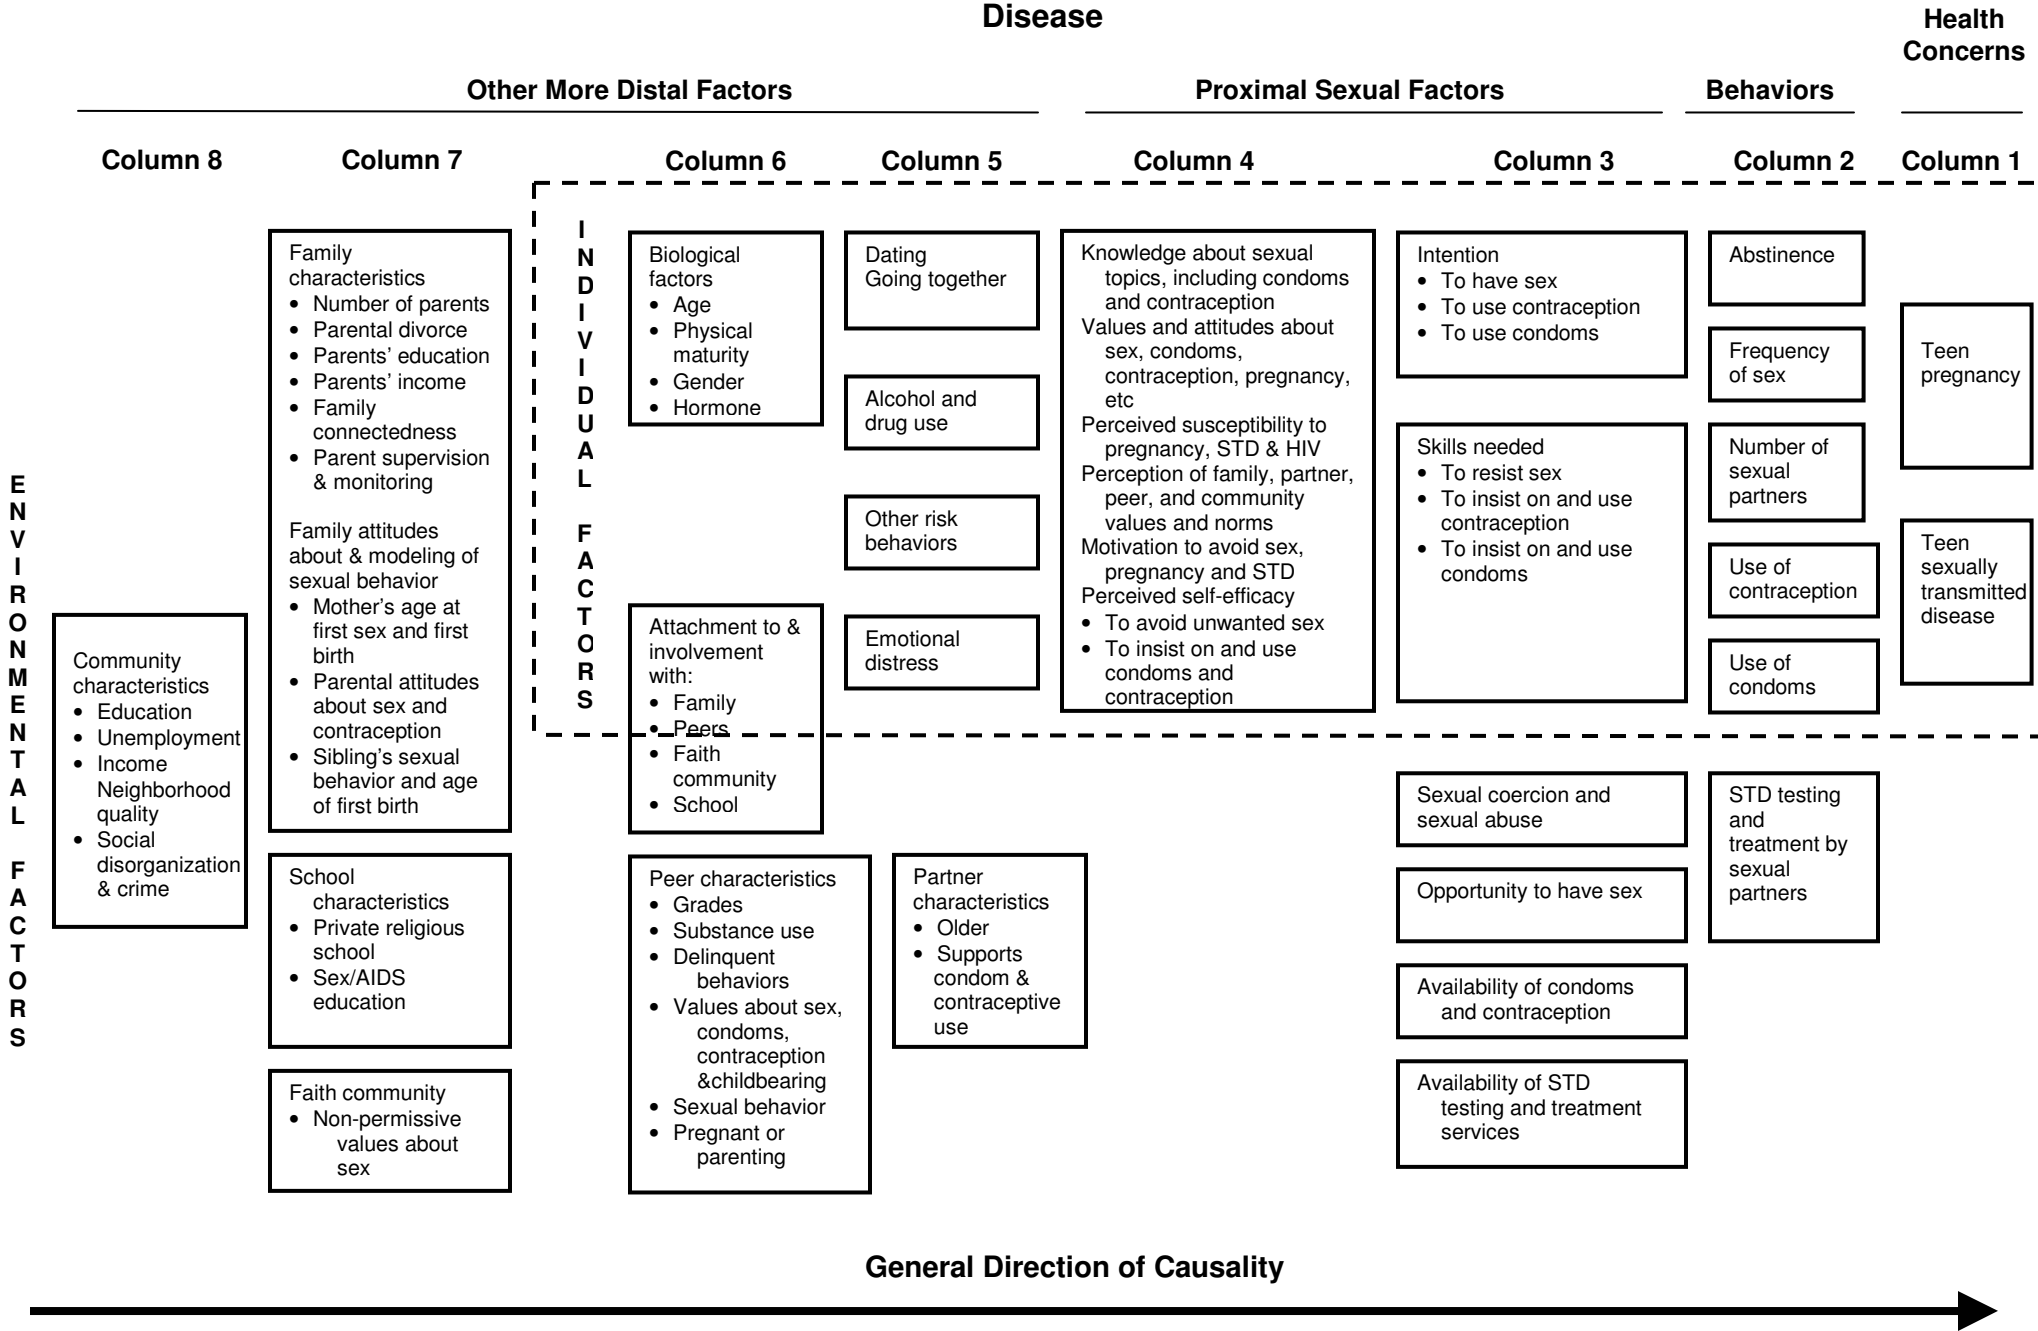 Disease
Health
Concerns
Other More Distal Factors
Proximal Sexual Factors
Behaviors
Column 8
Column 7
Column 6
Column 5
Column 4
Column 3
Column 2
Column 1
ENVIRONMENTAL FACTORS
Community
characteristics
• Education
• Unemployment
• Income
Neighborhood
quality
• Social
disorganization
& crime
Family
characteristics
• Number of parents
• Parental divorce
• Parents’ education
• Parents’ income
• Family
connectedness
• Parent supervision
& monitoring
Family attitudes
about & modeling of
sexual behavior
• Mother’s age at
first sex and first
birth
• Parental attitudes
about sex and
contraception
• Sibling’s sexual
behavior and age
of first birth
School
characteristics
• Private religious
school
• Sex/AIDS
education
Faith community
• Non-permissive
values about
sex
INDIVIDUAL FACTORS
Biological
factors
• Age
• Physical
maturity
• Gender
• Hormone
Attachment to &
involvement
with:
• Family
• Peers
• Faith
community
• School
Peer characteristics
• Grades
• Substance use
• Delinquent
behaviors
• Values about sex,
condoms,
contraception
&childbearing
• Sexual behavior
• Pregnant or
parenting
Dating
Going together
Alcohol and
drug use
Other risk
behaviors
Emotional
distress
Partner
characteristics
• Older
• Supports
condom &
contraceptive
use
Knowledge about sexual
topics, including condoms
and contraception
Values and attitudes about
sex, condoms,
contraception, pregnancy,
etc
Perceived susceptibility to
pregnancy, STD & HIV
Perception of family, partner,
peer, and community
values and norms
Motivation to avoid sex,
pregnancy and STD
Perceived self-efficacy
• To avoid unwanted sex
• To insist on and use
condoms and
contraception
Intention
• To have sex
• To use contraception
• To use condoms
Skills needed
• To resist sex
• To insist on and use
contraception
• To insist on and use
condoms
Sexual coercion and
sexual abuse
Opportunity to have sex
Availability of condoms
and contraception
Availability of STD
testing and treatment
services
Abstinence
Frequency
of sex
Number of
sexual
partners
Use of
contraception
Use of
condoms
STD testing
and
treatment by
sexual
partners
Teen
pregnancy
Teen
sexually
transmitted
disease
General Direction of Causality